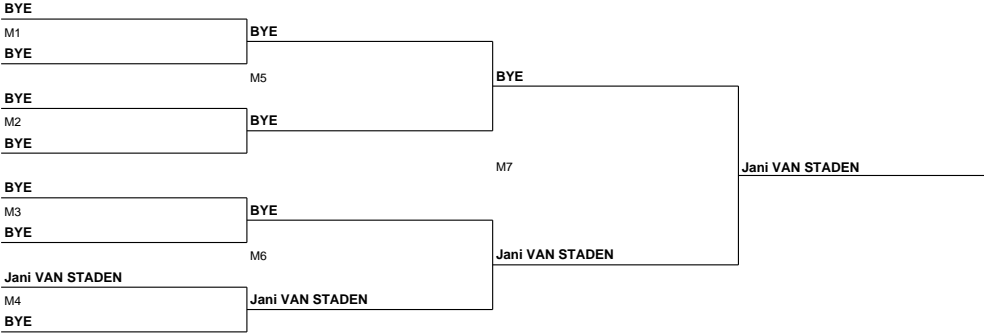 BYE
M1
BYE
BYE
M5
BYE
BYE
M2
BYE
BYE
M7
Jani VAN STADEN
BYE
M3
BYE
BYE
M6
Jani VAN STADEN
Jani VAN STADEN
M4
Jani VAN STADEN
BYE